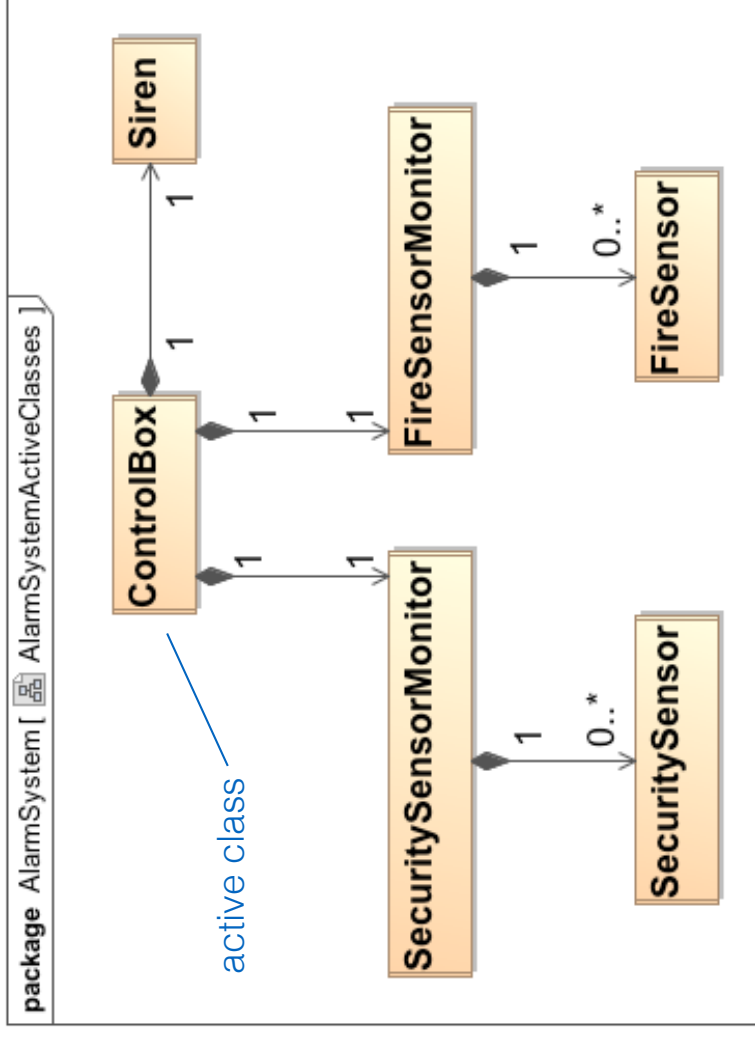 package AlarmSystem [ AlarmSystemActiveClasses ]
active class
ControlBox
1
1
Siren
1
1
1
1
SecuritySensorMonitor
FireSensorMonitor
1
0..*
1
0..*
SecuritySensor
FireSensor